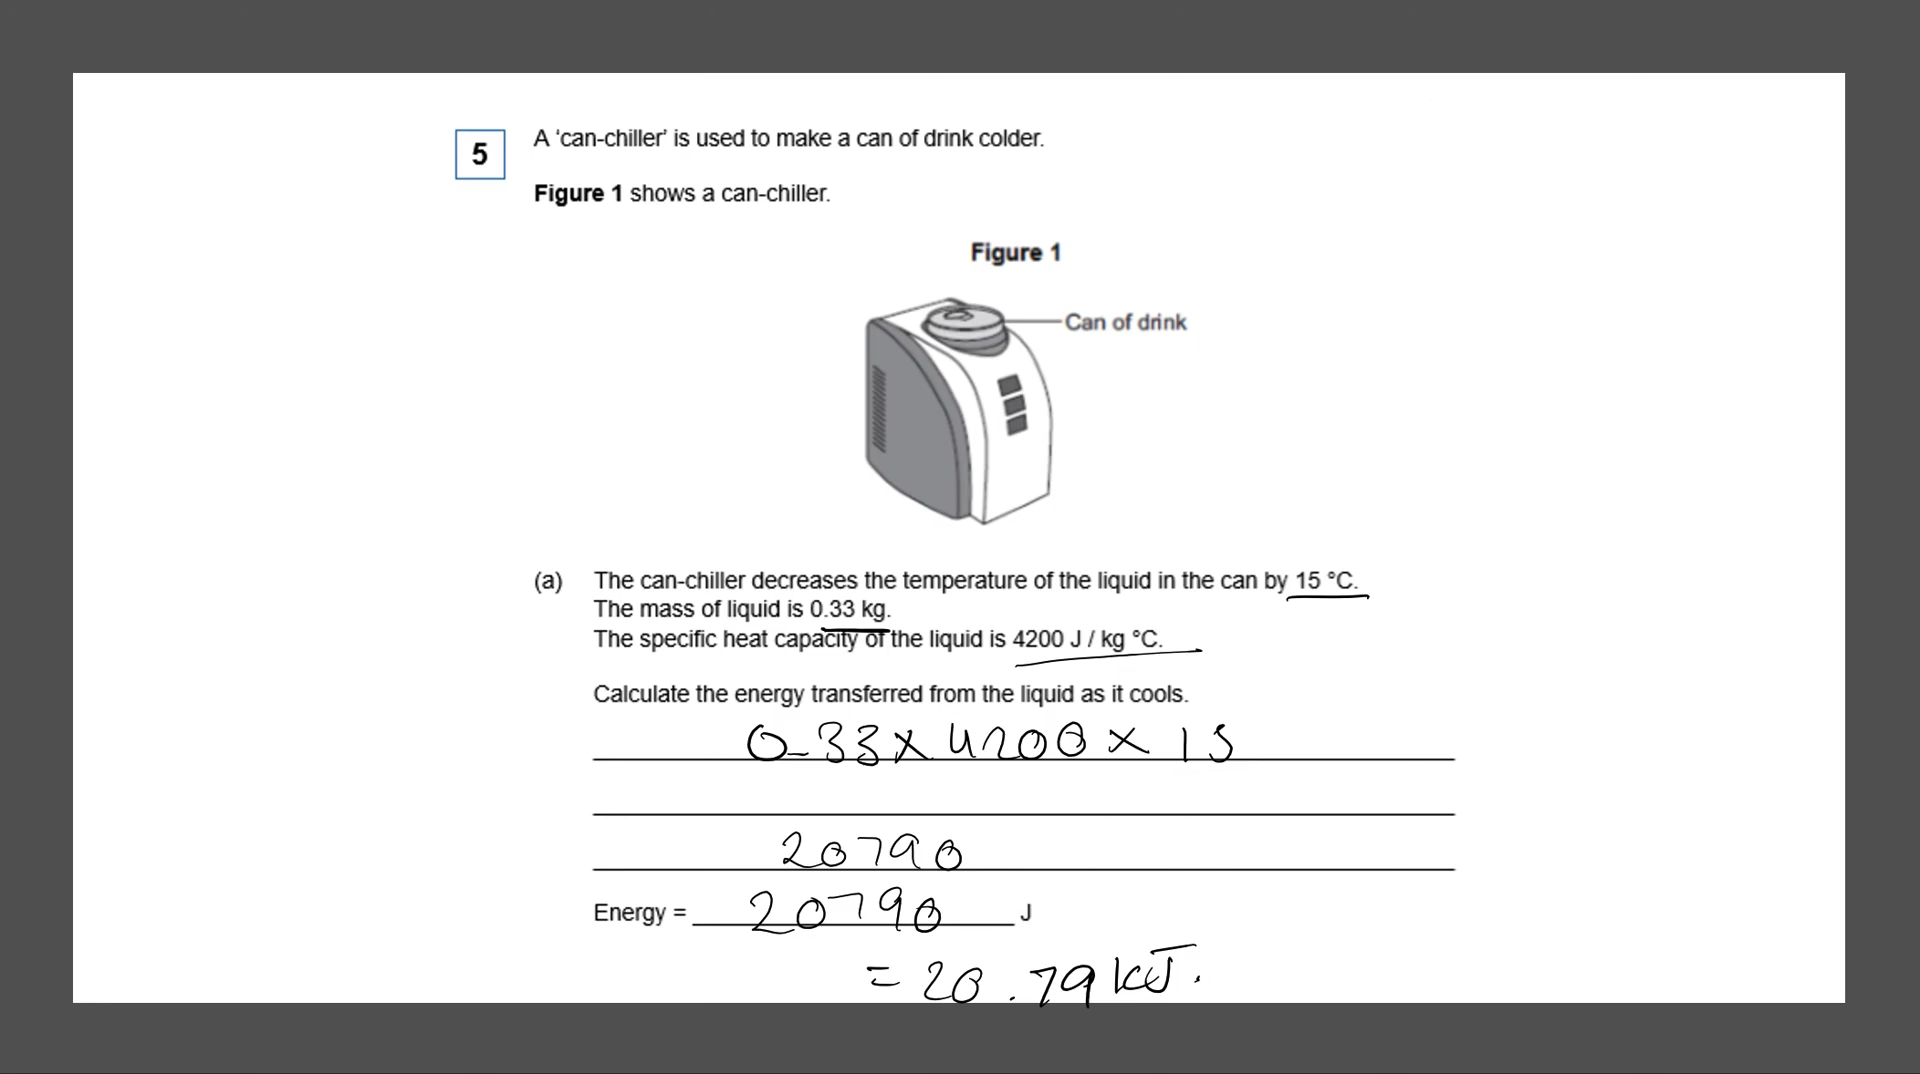 5
A ‘can-chiller’ is used to make a can of drink colder.
Figure 1 shows a can-chiller.
Figure 1
Can of drink
(a) The can-chiller decreases the temperature of the liquid in the can by 15 °C.
The mass of liquid is 0.33 kg.
The specific heat capacity of the liquid is 4200 J / kg °C.
Calculate the energy transferred from the liquid as it cools.
0.33 × 4200 × 15
20790
Energy = 20790 J
= 20.79 kJ.